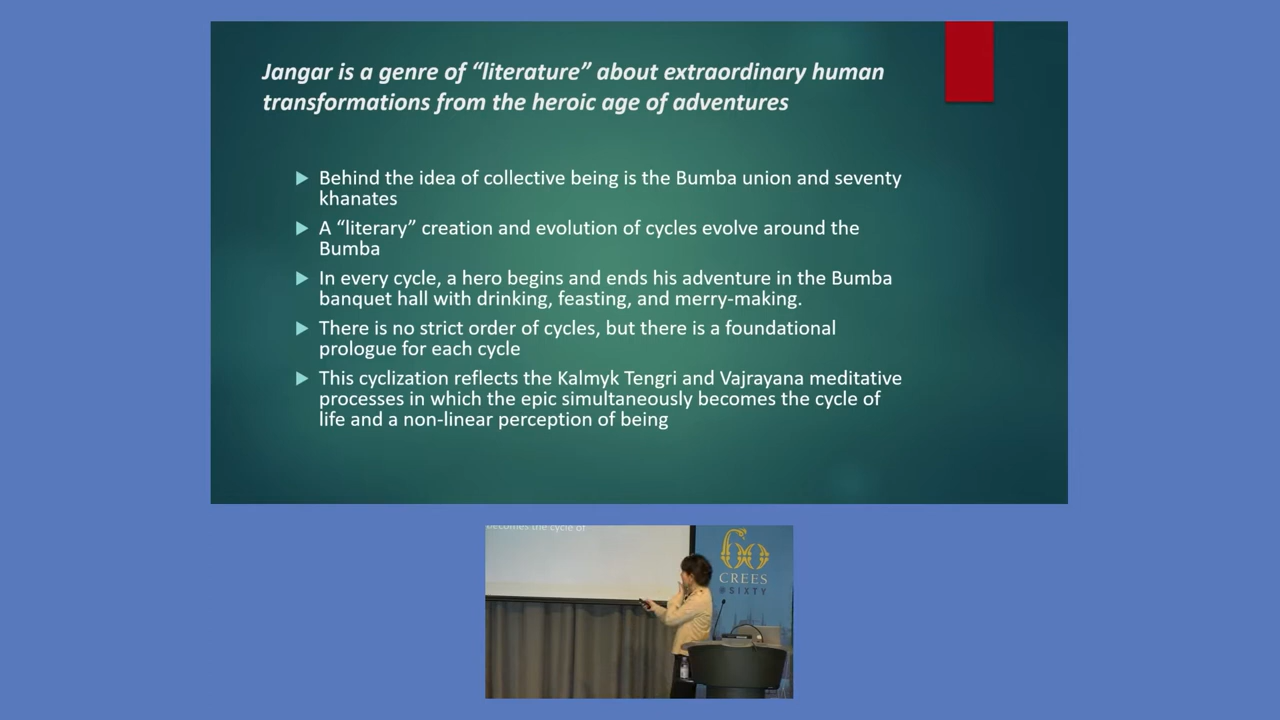 Jangar is a genre of “literature” about extraordinary human
transformations from the heroic age of adventures
Behind the idea of collective being is the Bumba union and seventy
khanates
A “literary” creation and evolution of cycles evolve around the
Bumba
In every cycle, a hero begins and ends his adventure in the Bumba
banquet hall with drinking, feasting, and merry-making.
There is no strict order of cycles, but there is a foundational
prologue for each cycle
This cyclization reflects the Kalmyk Tengri and Vajrayana meditative
processes in which the epic simultaneously becomes the cycle of
life and a non-linear perception of being
becomes the cycle of
60
CREES
@SIXTY